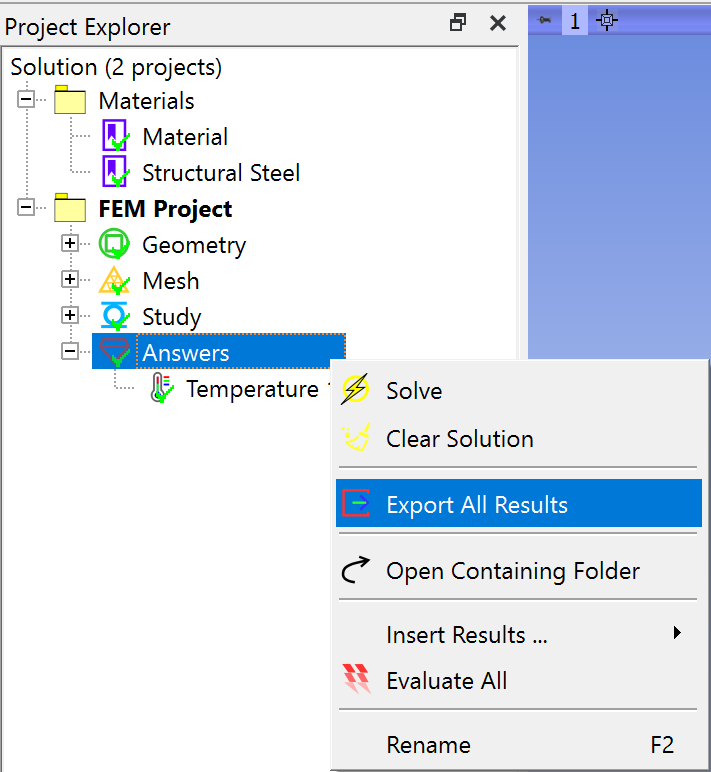 Project Explorer
1
Solution (2 projects)
Materials
Material
Structural Steel
FEM Project
Geometry
Mesh
Study
Answers
Temperature
Solve
Clear Solution
Export All Results
Open Containing Folder
Insert Results ...
Evaluate All
Rename F2